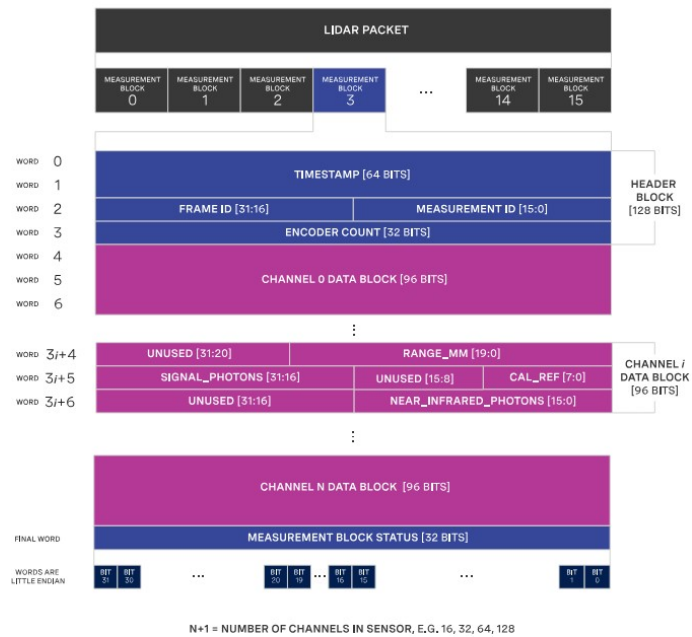 LIDAR PACKET
MEASUREMENT BLOCK 0
MEASUREMENT BLOCK 1
MEASUREMENT BLOCK 2
MEASUREMENT BLOCK 3
...
MEASUREMENT BLOCK 14
MEASUREMENT BLOCK 15
WORD 0
WORD 1
TIMESTAMP [64 BITS]
WORD 2
FRAME ID [31:16]
MEASUREMENT ID [15:0]
WORD 3
ENCODER COUNT [32 BITS]
HEADER BLOCK [128 BITS]
WORD 4
WORD 5
CHANNEL 0 DATA BLOCK [96 BITS]
WORD 6
WORD 3i+4
UNUSED [31:20]
RANGE_MM [19:0]
WORD 3i+5
SIGNAL_PHOTONS [31:16]
UNUSED [15:8]
CAL_REF [7:0]
WORD 3i+6
UNUSED [31:16]
NEAR_INFRARED_PHOTONS [15:0]
CHANNEL i DATA BLOCK [96 BITS]
CHANNEL N DATA BLOCK [96 BITS]
FINAL WORD
MEASUREMENT BLOCK STATUS [32 BITS]
WORDS ARE LITTLE ENDIAN
BIT 31
BIT 30
...
BIT 20
BIT 19
...
BIT 16
BIT 15
...
BIT 1
BIT 0
N+1 = NUMBER OF CHANNELS IN SENSOR, E.G. 16, 32, 64, 128